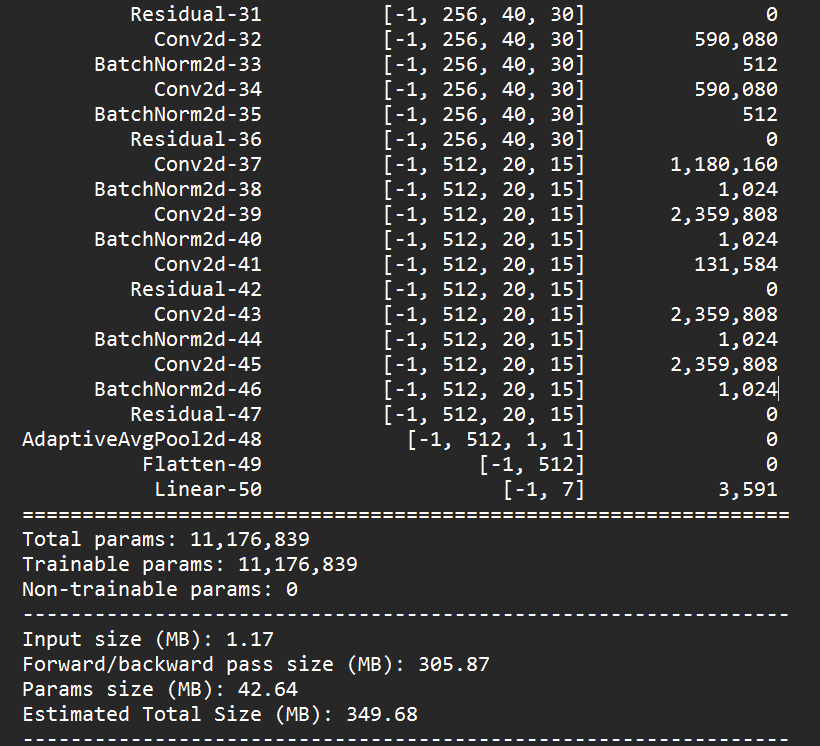 Residual-31 [-1, 256, 40, 30] 0
Conv2d-32 [-1, 256, 40, 30] 590,080
BatchNorm2d-33 [-1, 256, 40, 30] 512
Conv2d-34 [-1, 256, 40, 30] 590,080
BatchNorm2d-35 [-1, 256, 40, 30] 512
Residual-36 [-1, 256, 40, 30] 0
Conv2d-37 [-1, 512, 20, 15] 1,180,160
BatchNorm2d-38 [-1, 512, 20, 15] 1,024
Conv2d-39 [-1, 512, 20, 15] 2,359,808
BatchNorm2d-40 [-1, 512, 20, 15] 1,024
Conv2d-41 [-1, 512, 20, 15] 131,584
Residual-42 [-1, 512, 20, 15] 0
Conv2d-43 [-1, 512, 20, 15] 2,359,808
BatchNorm2d-44 [-1, 512, 20, 15] 1,024
Conv2d-45 [-1, 512, 20, 15] 2,359,808
BatchNorm2d-46 [-1, 512, 20, 15] 1,024
Residual-47 [-1, 512, 20, 15] 0
AdaptiveAvgPool2d-48 [-1, 512, 1, 1] 0
Flatten-49 [-1, 512] 0
Linear-50 [-1, 7] 3,591
================================================================
Total params: 11,176,839
Trainable params: 11,176,839
Non-trainable params: 0
----------------------------------------------------------------
Input size (MB): 1.17
Forward/backward pass size (MB): 305.87
Params size (MB): 42.64
Estimated Total Size (MB): 349.68
----------------------------------------------------------------